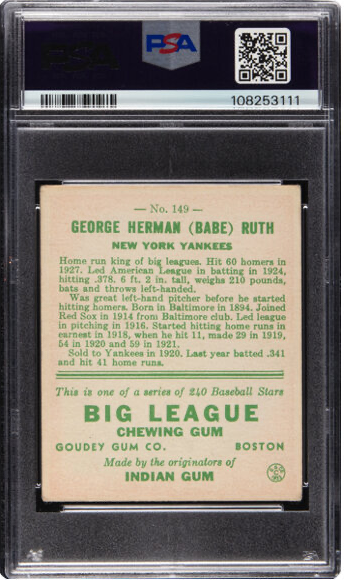 PSA
108253111
— No. 149 —
GEORGE HERMAN (BABE) RUTH
NEW YORK YANKEES
Home run king of big leagues. Hit 60 homers in
1927. Led American League in batting in 1924,
hitting .378. 6 ft. 2 in. tall, weighs 210 pounds,
bats and throws left-handed.
Was great left-hand pitcher before he started
hitting homers. Born in Baltimore in 1894. Joined
Red Sox in 1914 from Baltimore club. Led league
in pitching in 1916. Started hitting home runs in
earnest in 1918, when he hit 11, made 29 in 1919,
54 in 1920 and 59 in 1921.
Sold to Yankees in 1920. Last year batted .341
and hit 41 home runs.
This is one of a series of 240 Baseball Stars
BIG LEAGUE
CHEWING GUM
GOUDEY GUM CO. BOSTON
Made by the originators of
INDIAN GUM